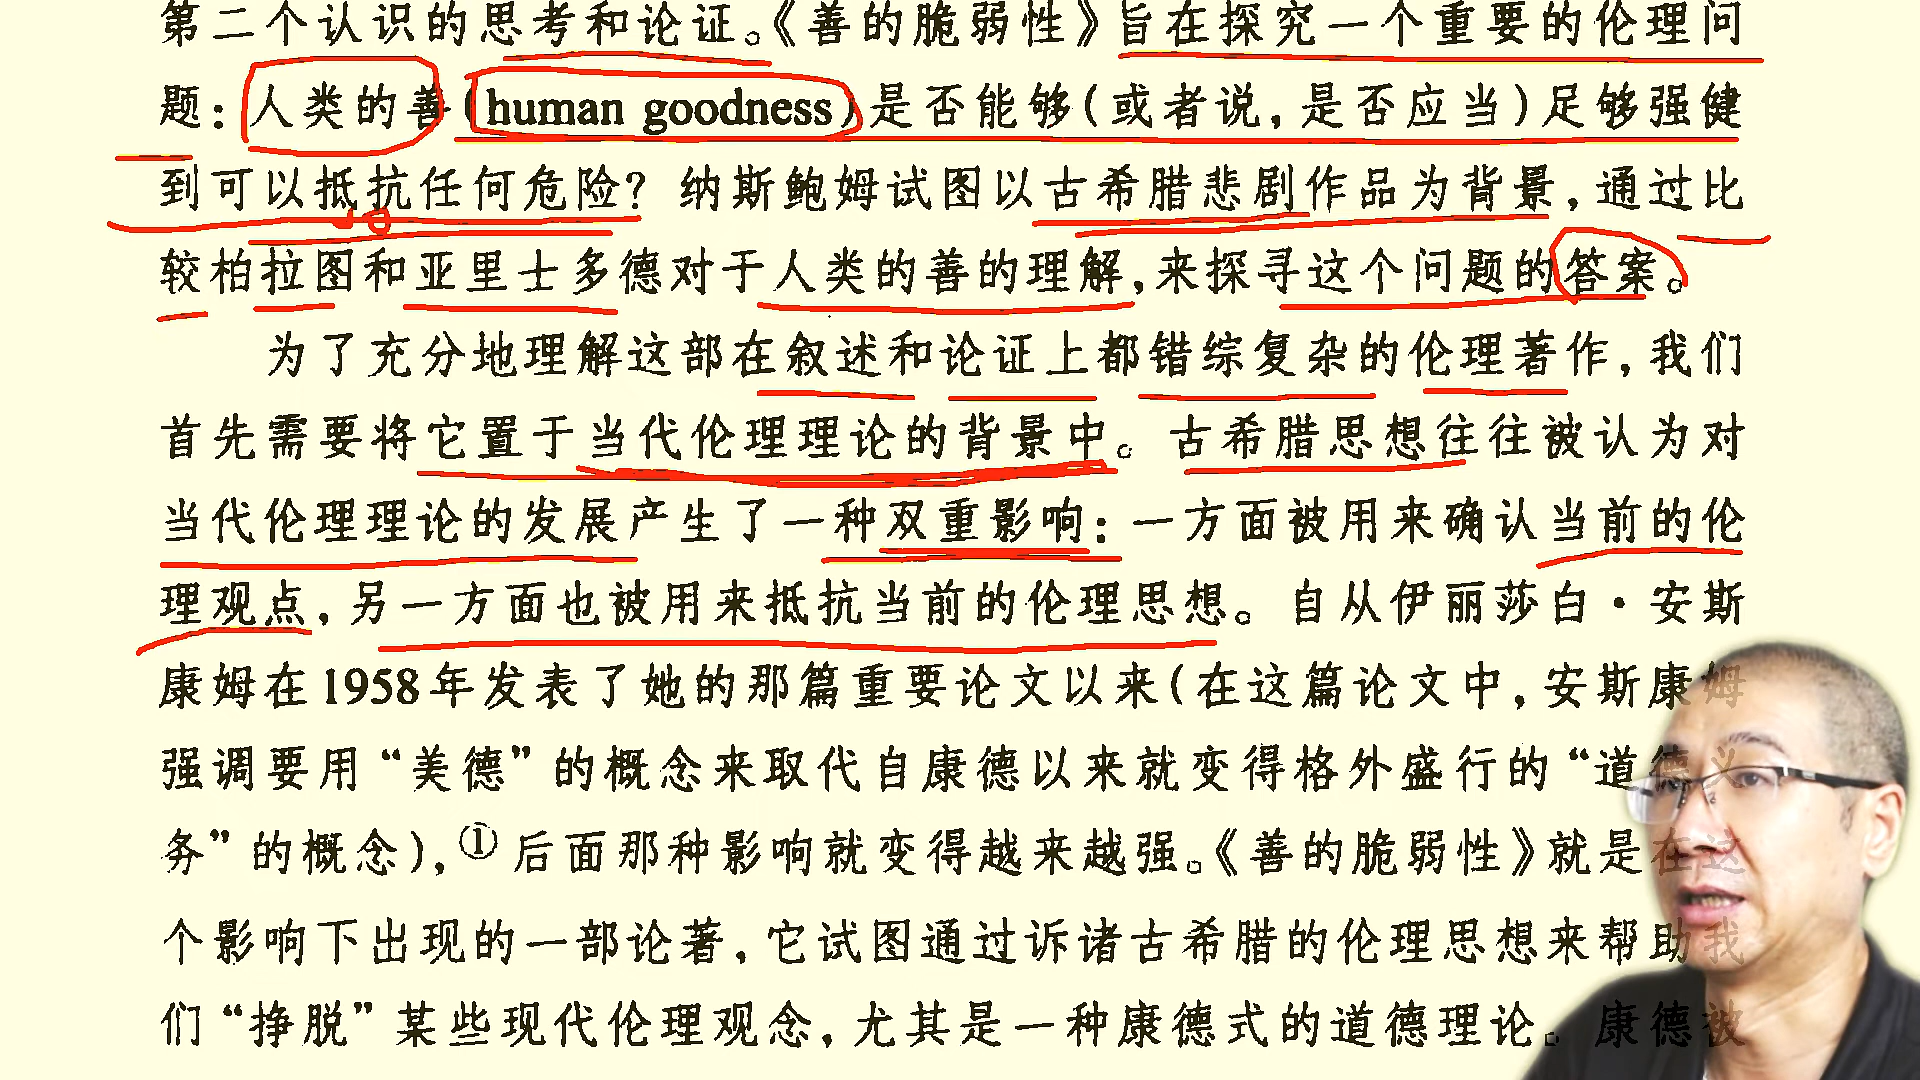 第二个认识的思考和论证。《善的脆弱性》旨在探究一个重要的伦理问
题：人类的善（human goodness）是否能够（或者说，是否应当）足够强健
到可以抵抗任何危险？纳斯鲍姆试图以古希腊悲剧作品为背景，通过比
较柏拉图和亚里士多德对于人类的善的理解，来探寻这个问题的答案。
为了充分地理解这部在叙述和论证上都错综复杂的伦理著作，我们
首先需要将它置于当代伦理理论的背景中。古希腊思想往往被认为对
当代伦理理论的发展产生了一种双重影响：一方面被用来确认当前的伦
理观点，另一方面也被用来抵抗当前的伦理思想。自从伊丽莎白·安斯
康姆在1958年发表了她的那篇重要论文以来（在这篇论文中，安斯康姆
强调要用“美德”的概念来取代自康德以来就变得格外盛行的“道德义
务”的概念），①后面那种影响就变得越来越强。《善的脆弱性》就是在这
个影响下出现的一部论著，它试图通过诉诸古希腊的伦理思想来帮助我
们“挣脱”某些现代伦理观念，尤其是一种康德式的道德理论。康德被